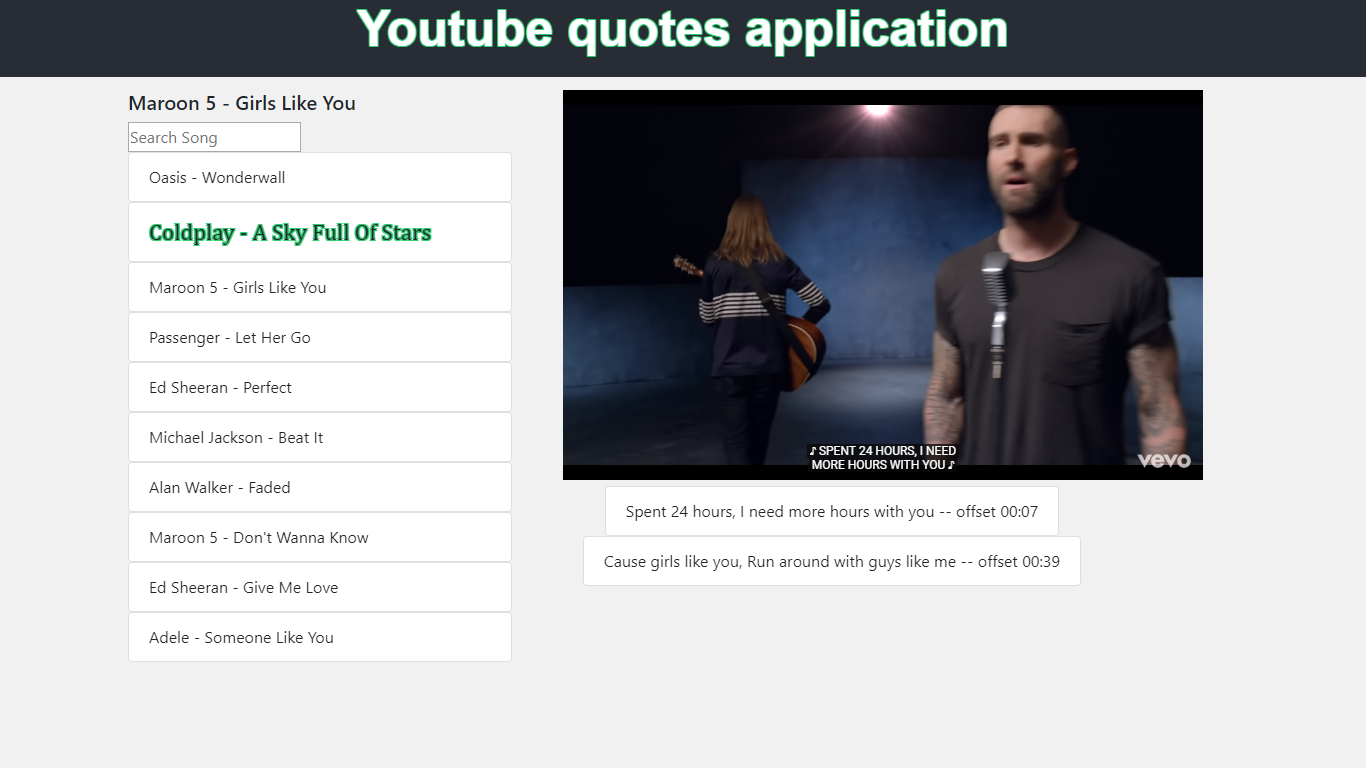 Youtube quotes application
Maroon 5 - Girls Like You
Search Song
Oasis - Wonderwall
Coldplay - A Sky Full Of Stars
Maroon 5 - Girls Like You
Passenger - Let Her Go
Ed Sheeran - Perfect
Michael Jackson - Beat It
Alan Walker - Faded
Maroon 5 - Don't Wanna Know
Ed Sheeran - Give Me Love
Adele - Someone Like You
♪ SPENT 24 HOURS, I NEED
MORE HOURS WITH YOU ♪
vevo
Spent 24 hours, I need more hours with you -- offset 00:07
Cause girls like you, Run around with guys like me -- offset 00:39